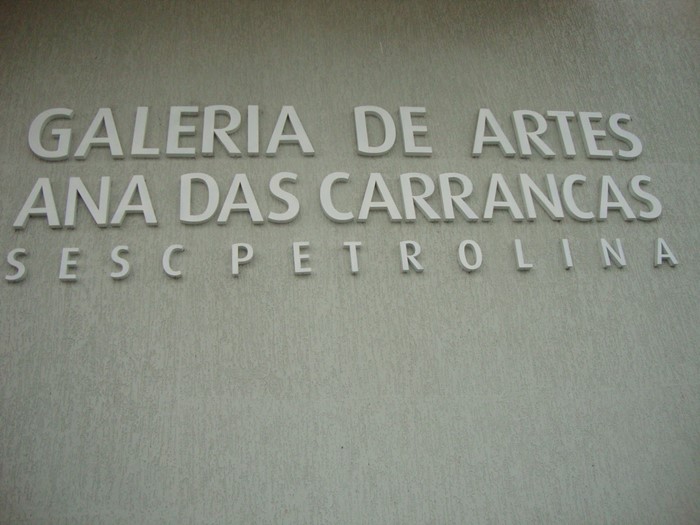 GALERIA DE ARTES
ANA DAS CARRANCAS
SESC PETROLINA